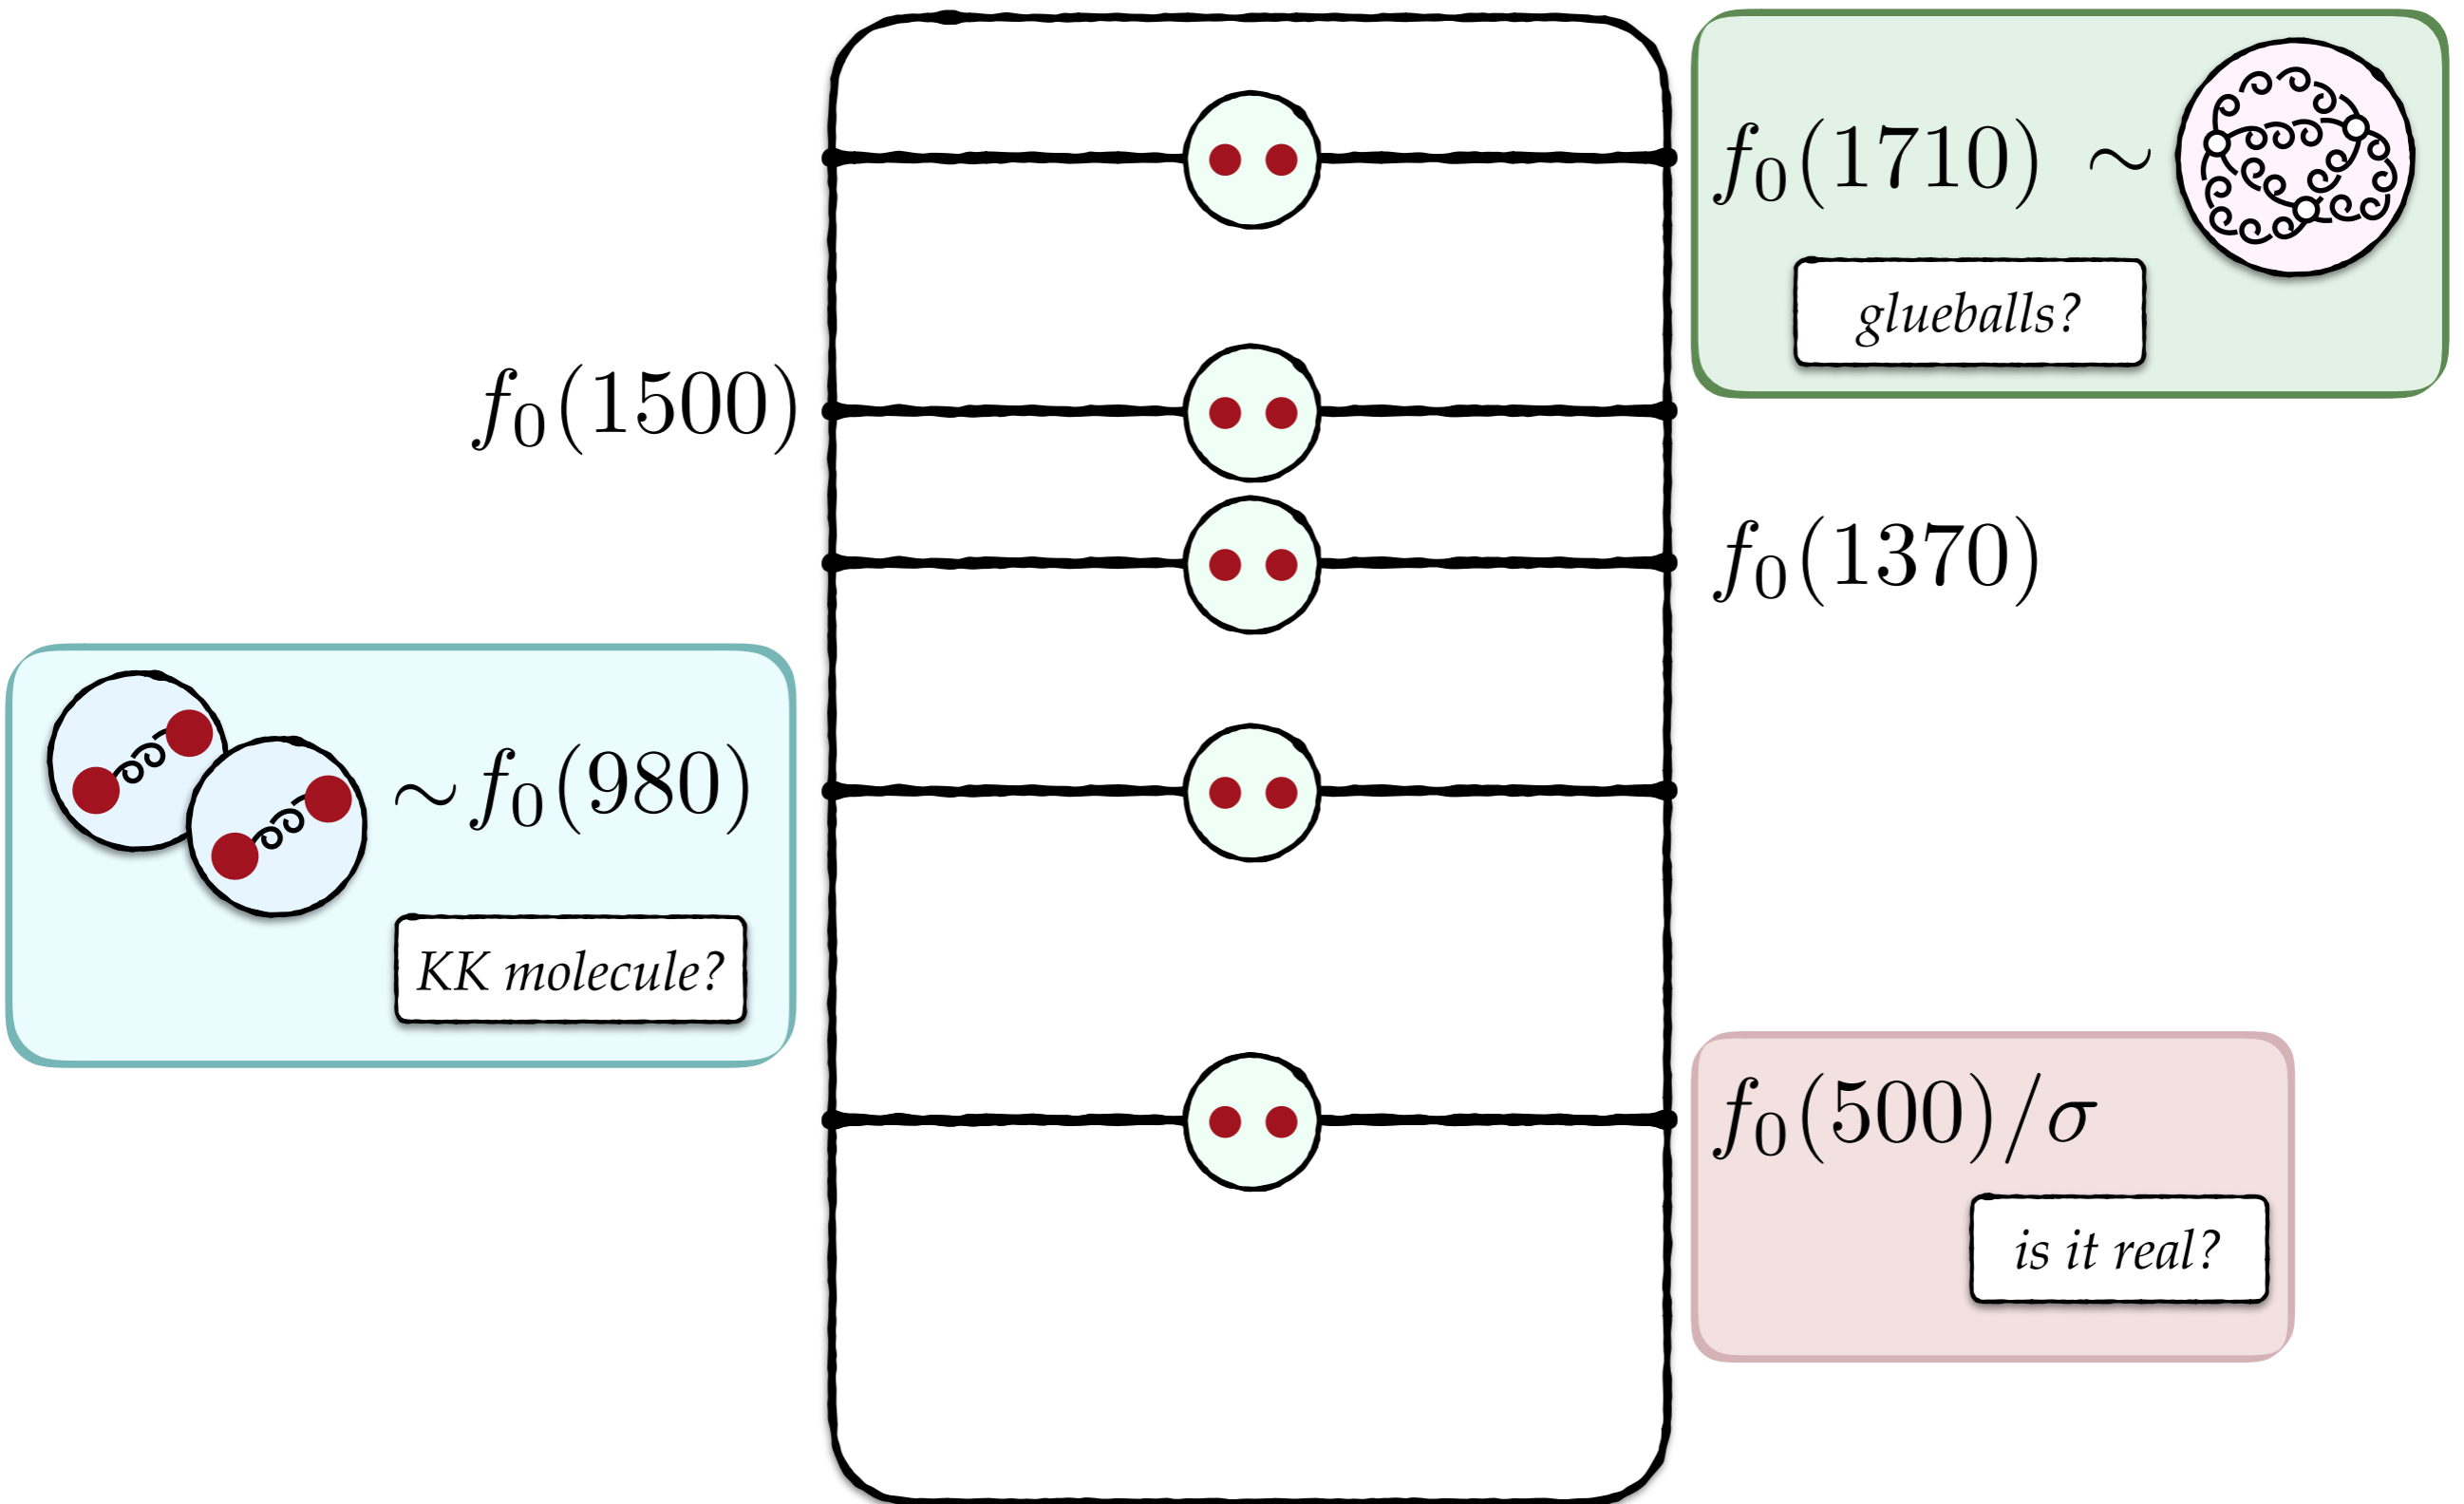 f₀(1710) ~
glueballs?
f₀(1500)
f₀(1370)
~f₀(980)
KK molecule?
f₀(500)/σ
is it real?